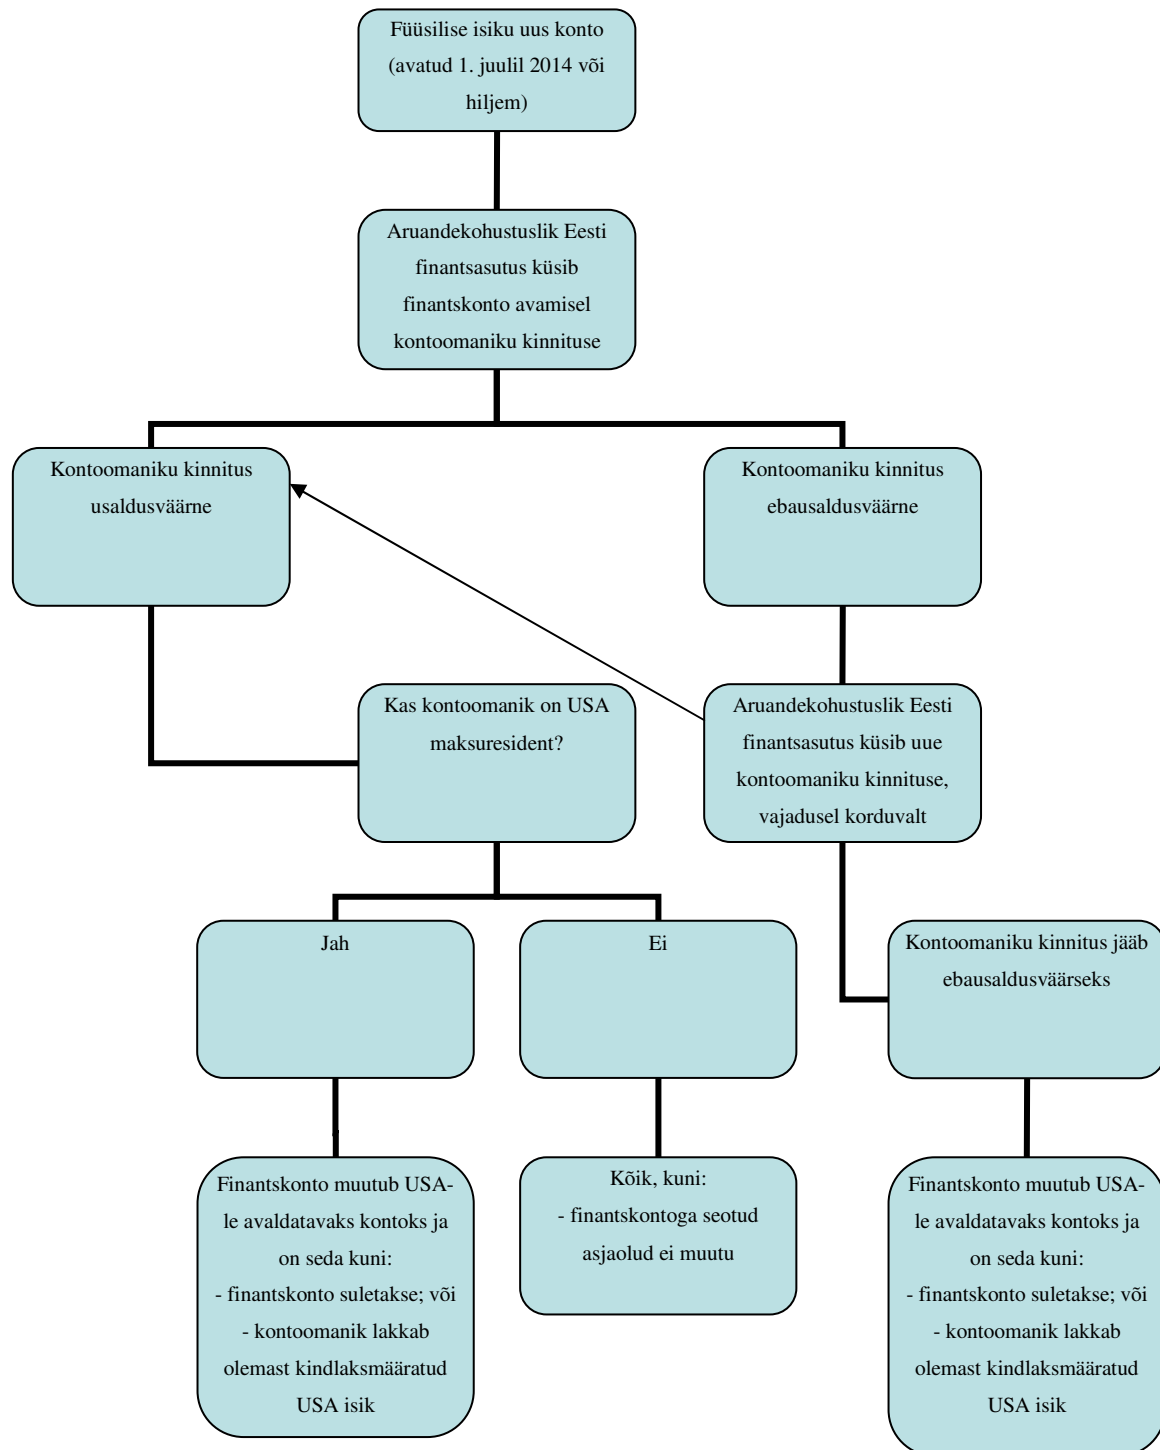 Füüsilise isiku uus konto
(avatud 1. juulil 2014 või
hiljem)
Aruandekohustuslik Eesti
finantsasutus küsib
finantskonto avamisel
kontoomaniku kinnituse
Kontoomaniku kinnitus
usaldusväärne
Kontoomaniku kinnitus
ebausaldusväärne
Kas kontoomanik on USA
maksuresident?
Aruandekohustuslik Eesti
finantsasutus küsib uue
kontoomaniku kinnituse,
vajadusel korduvalt
Jah
Ei
Kontoomaniku kinnitus jääb
ebausaldusväärseks
Finantskonto muutub USA-
le avaldatavaks kontoks ja
on seda kuni:
- finantskonto suletakse; või
- kontoomanik lakkab
olemast kindlaksmääratud
USA isik
Kõik, kuni:
- finantskontoga seotud
asjaolud ei muutu
Finantskonto muutub USA-
le avaldatavaks kontoks ja
on seda kuni:
- finantskonto suletakse; või
- kontoomanik lakkab
olemast kindlaksmääratud
USA isik